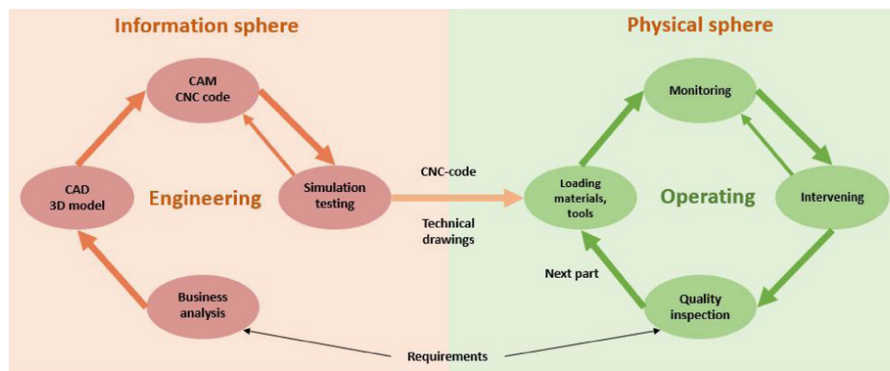 Information sphere
Physical sphere
CAM
CNC code
Monitoring
CAD
3D model
Engineering
Simulation
testing
CNC-code
Technical
drawings
Loading
materials,
tools
Operating
Intervening
Business
analysis
Next part
Quality
inspection
Requirements